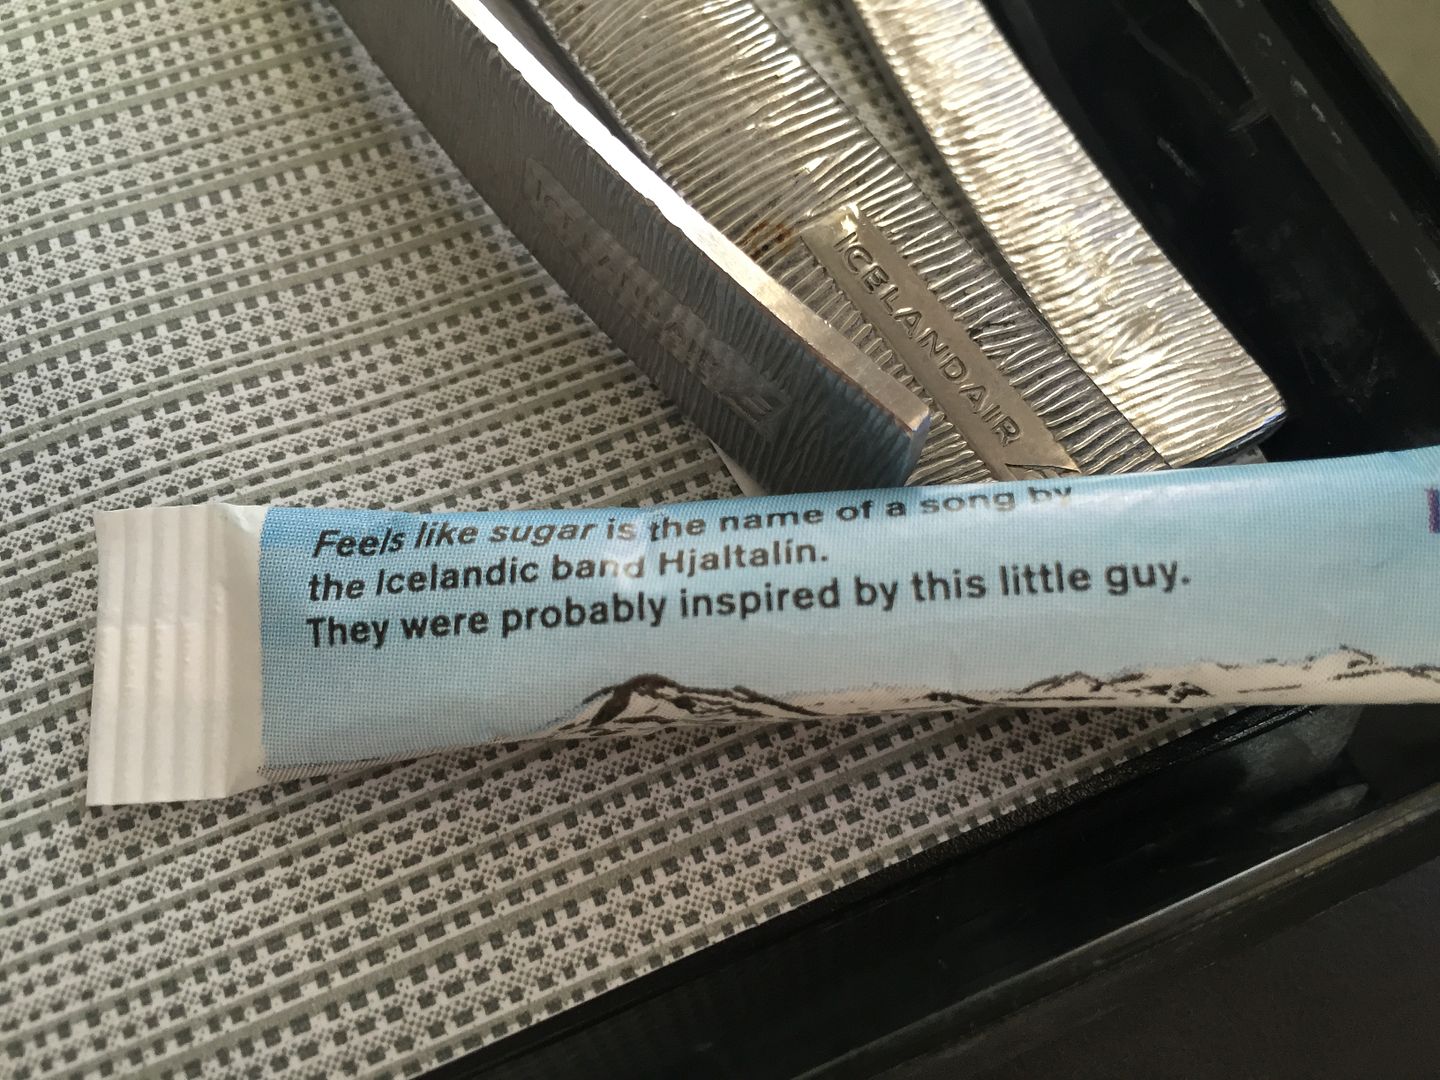 ICELANDAIR
ICELANDAIR
Feels like sugar is the name of a song by
the Icelandic band Hjaltalín.
They were probably inspired by this little guy.